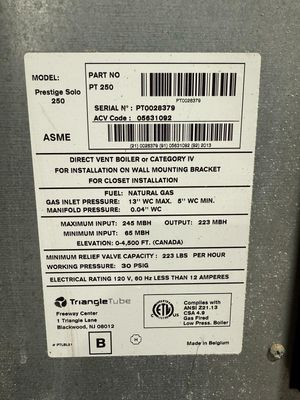 MODEL:
Prestige Solo
250
ASME
PART NO
PT 250
PT0028379
SERIAL N° : PT0028379
ACV Code : 05631092
(21) 0028379 (91) 05631092 (92) 2013
DIRECT VENT BOILER or CATEGORY IV
FOR INSTALLATION ON WALL MOUNTING BRACKET
FOR CLOSET INSTALLATION
FUEL: NATURAL GAS
GAS INLET PRESSURE: 13" WC MAX. 5" WC MIN.
MANIFOLD PRESSURE: 0.04" WC
MAXIMUM INPUT: 245 MBH OUTPUT: 223 MBH
MINIMUM INPUT: 65 MBH
ELEVATION: 0-4,500 FT. (CANADA)
MINIMUM RELIEF VALVE CAPACITY : 223 LBS PER HOUR
WORKING PRESSURE: 30 PSIG
ELECTRICAL RATING 120 V, 60 Hz LESS THAN 12 AMPERES
TriangleTube
Freeway Center
1 Triangle Lane
Blackwood, NJ 08012
B
H
ETL
Complies with
ANSI Z21.13
CSA 4.9
Gas Fired
Low Press. Boiler
Made in Belgium